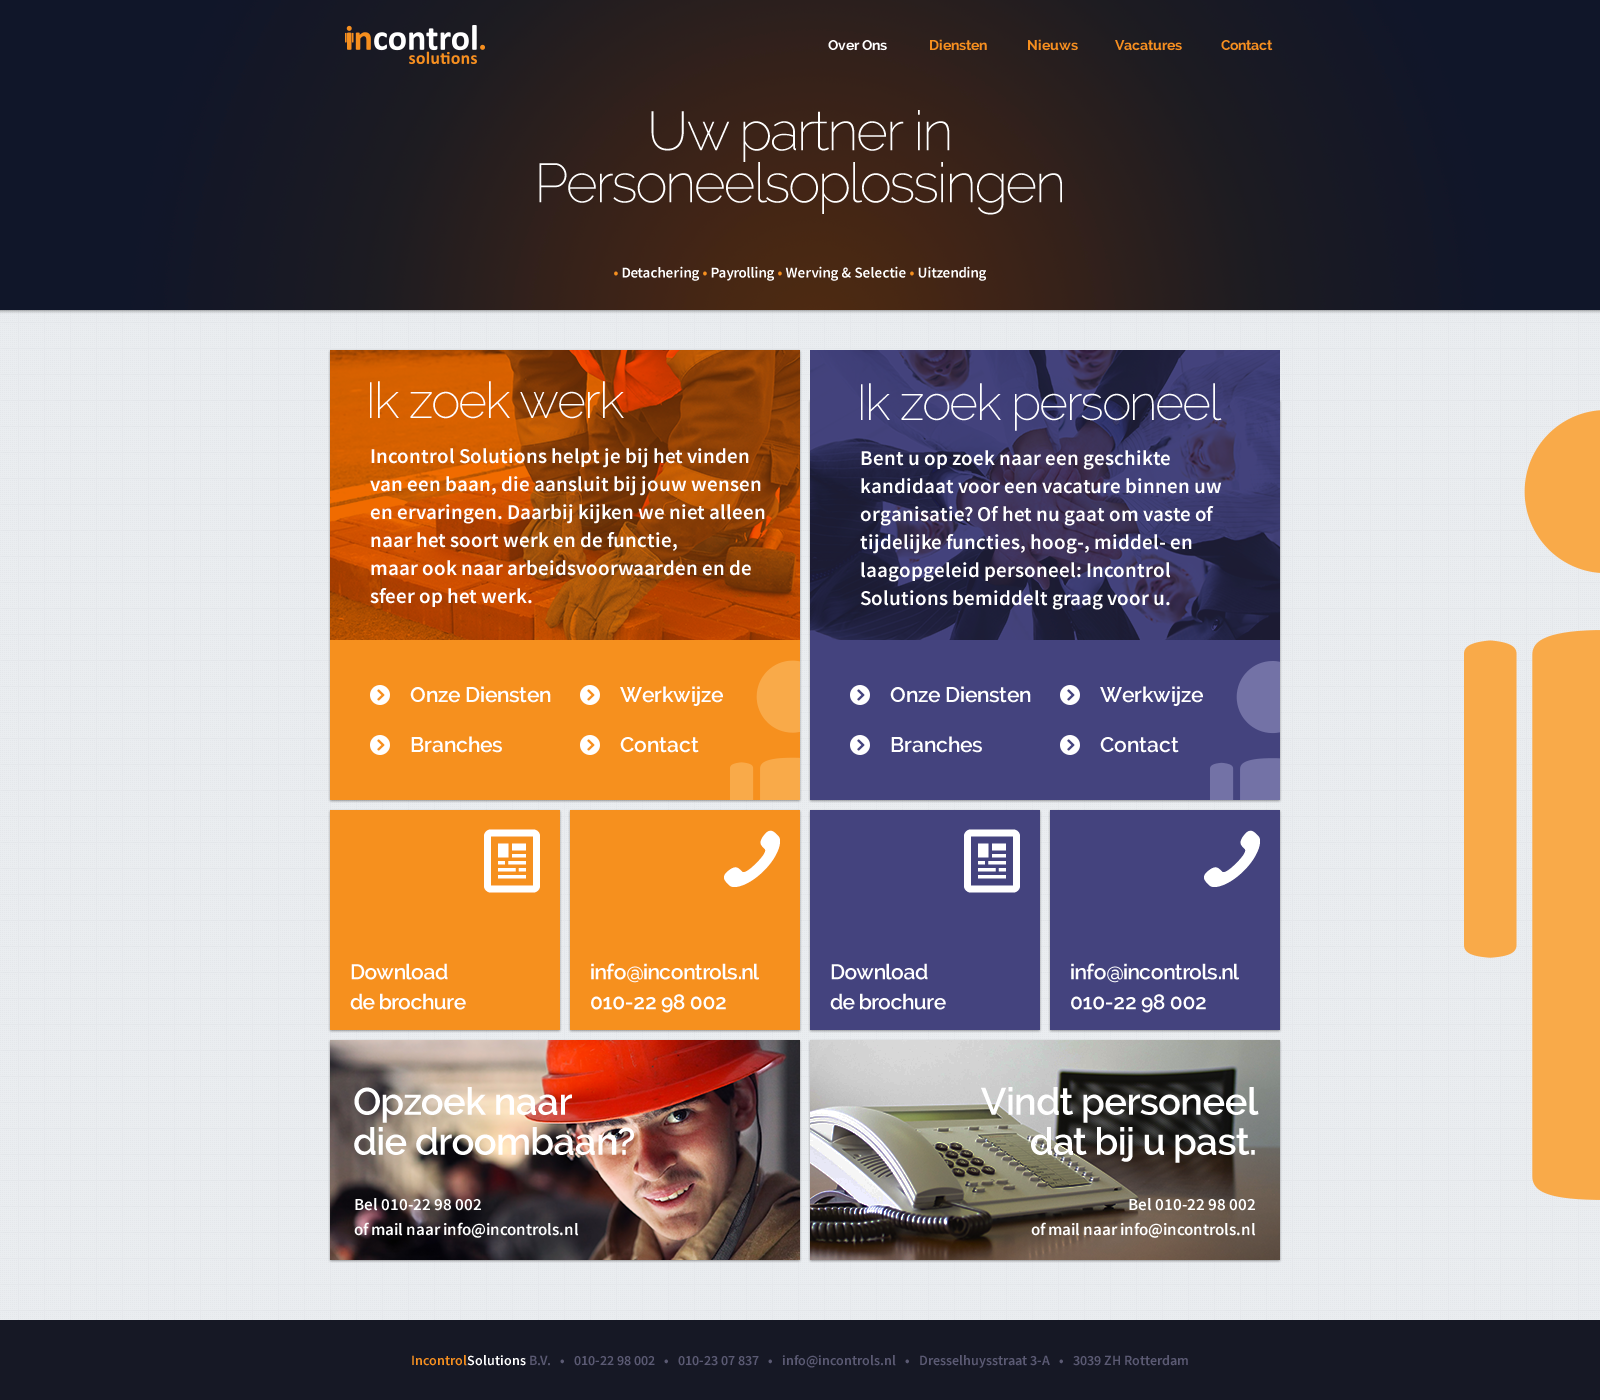 incontrol.
solutions
Over Ons Diensten Nieuws Vacatures Contact
Uw partner in
Personeelsoplossingen
• Detachering • Payrolling • Werving & Selectie • Uitzending
Ik zoek werk
Incontrol Solutions helpt je bij het vinden
van een baan, die aansluit bij jouw wensen
en ervaringen. Daarbij kijken we niet alleen
naar het soort werk en de functie,
maar ook naar arbeidsvoorwaarden en de
sfeer op het werk.
Onze Diensten Werkwijze
Branches Contact
Ik zoek personeel
Bent u op zoek naar een geschikte
kandidaat voor een vacature binnen uw
organisatie? Of het nu gaat om vaste of
tijdelijke functies, hoog-, middel- en
laagopgeleid personeel: Incontrol
Solutions bemiddelt graag voor u.
Onze Diensten Werkwijze
Branches Contact
Download
de brochure
info@incontrols.nl
010-22 98 002
Download
de brochure
info@incontrols.nl
010-22 98 002
Opzoek naar
die droombaan?
Bel 010-22 98 002
of mail naar info@incontrols.nl
Vindt personeel
dat bij u past.
Bel 010-22 98 002
of mail naar info@incontrols.nl
IncontrolSolutions B.V. • 010-22 98 002 • 010-23 07 837 • info@incontrols.nl • Dresselhuysstraat 3-A • 3039 ZH Rotterdam